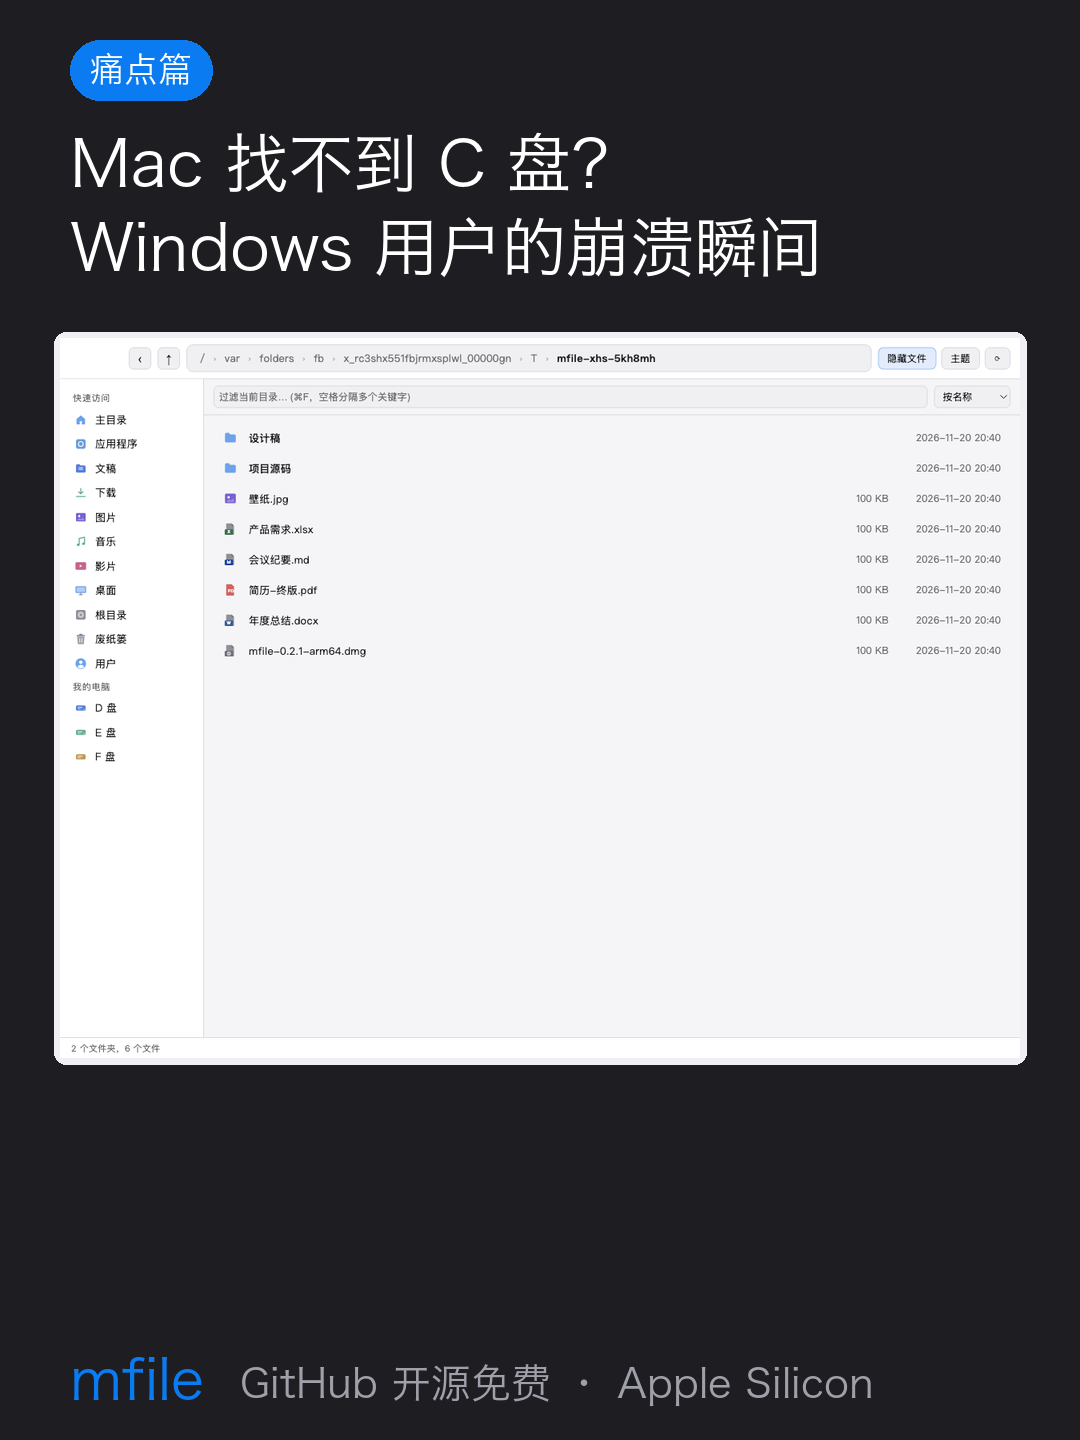 痛点篇
Mac 找不到 C 盘?
Windows 用户的崩溃瞬间
‹ ↑ / › var › folders › fb › x_rc3shx551fbjrmxsplwl_00000gn › T › mfile-xhs-5kh8mh 隐藏文件 主题 ⟳
快速访问
主目录
应用程序
文稿
下载
图片
音乐
影片
桌面
根目录
废纸篓
用户
我的电脑
D 盘
E 盘
F 盘
过滤当前目录... (⌘F, 空格分隔多个关键字) 按名称
设计稿 2026-11-20 20:40
项目源码 2026-11-20 20:40
壁纸.jpg 100 KB 2026-11-20 20:40
产品需求.xlsx 100 KB 2026-11-20 20:40
会议纪要.md 100 KB 2026-11-20 20:40
简历-终版.pdf 100 KB 2026-11-20 20:40
年度总结.docx 100 KB 2026-11-20 20:40
mfile-0.2.1-arm64.dmg 100 KB 2026-11-20 20:40
2 个文件夹, 6 个文件
mfile GitHub 开源免费 · Apple Silicon